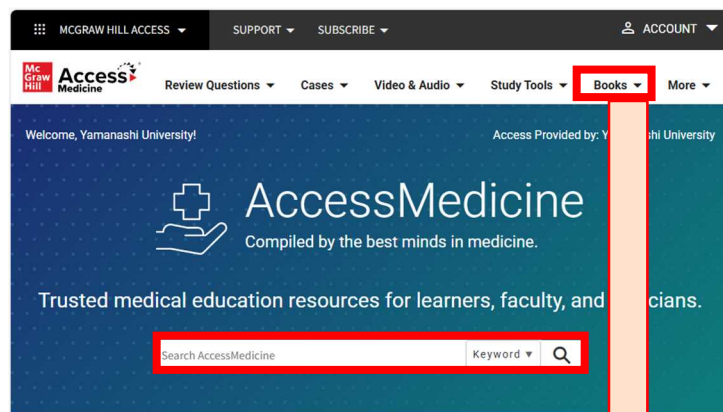 MCGRAW HILL ACCESS SUPPORT SUBSCRIBE ACCOUNT
Mc Graw Hill Access Medicine
Review Questions Cases Video & Audio Study Tools Books More
Welcome, Yamanashi University! Access Provided by: Y shi University
AccessMedicine
Compiled by the best minds in medicine.
Trusted medical education resources for learners, faculty, and cians.
Search AccessMedicine Keyword